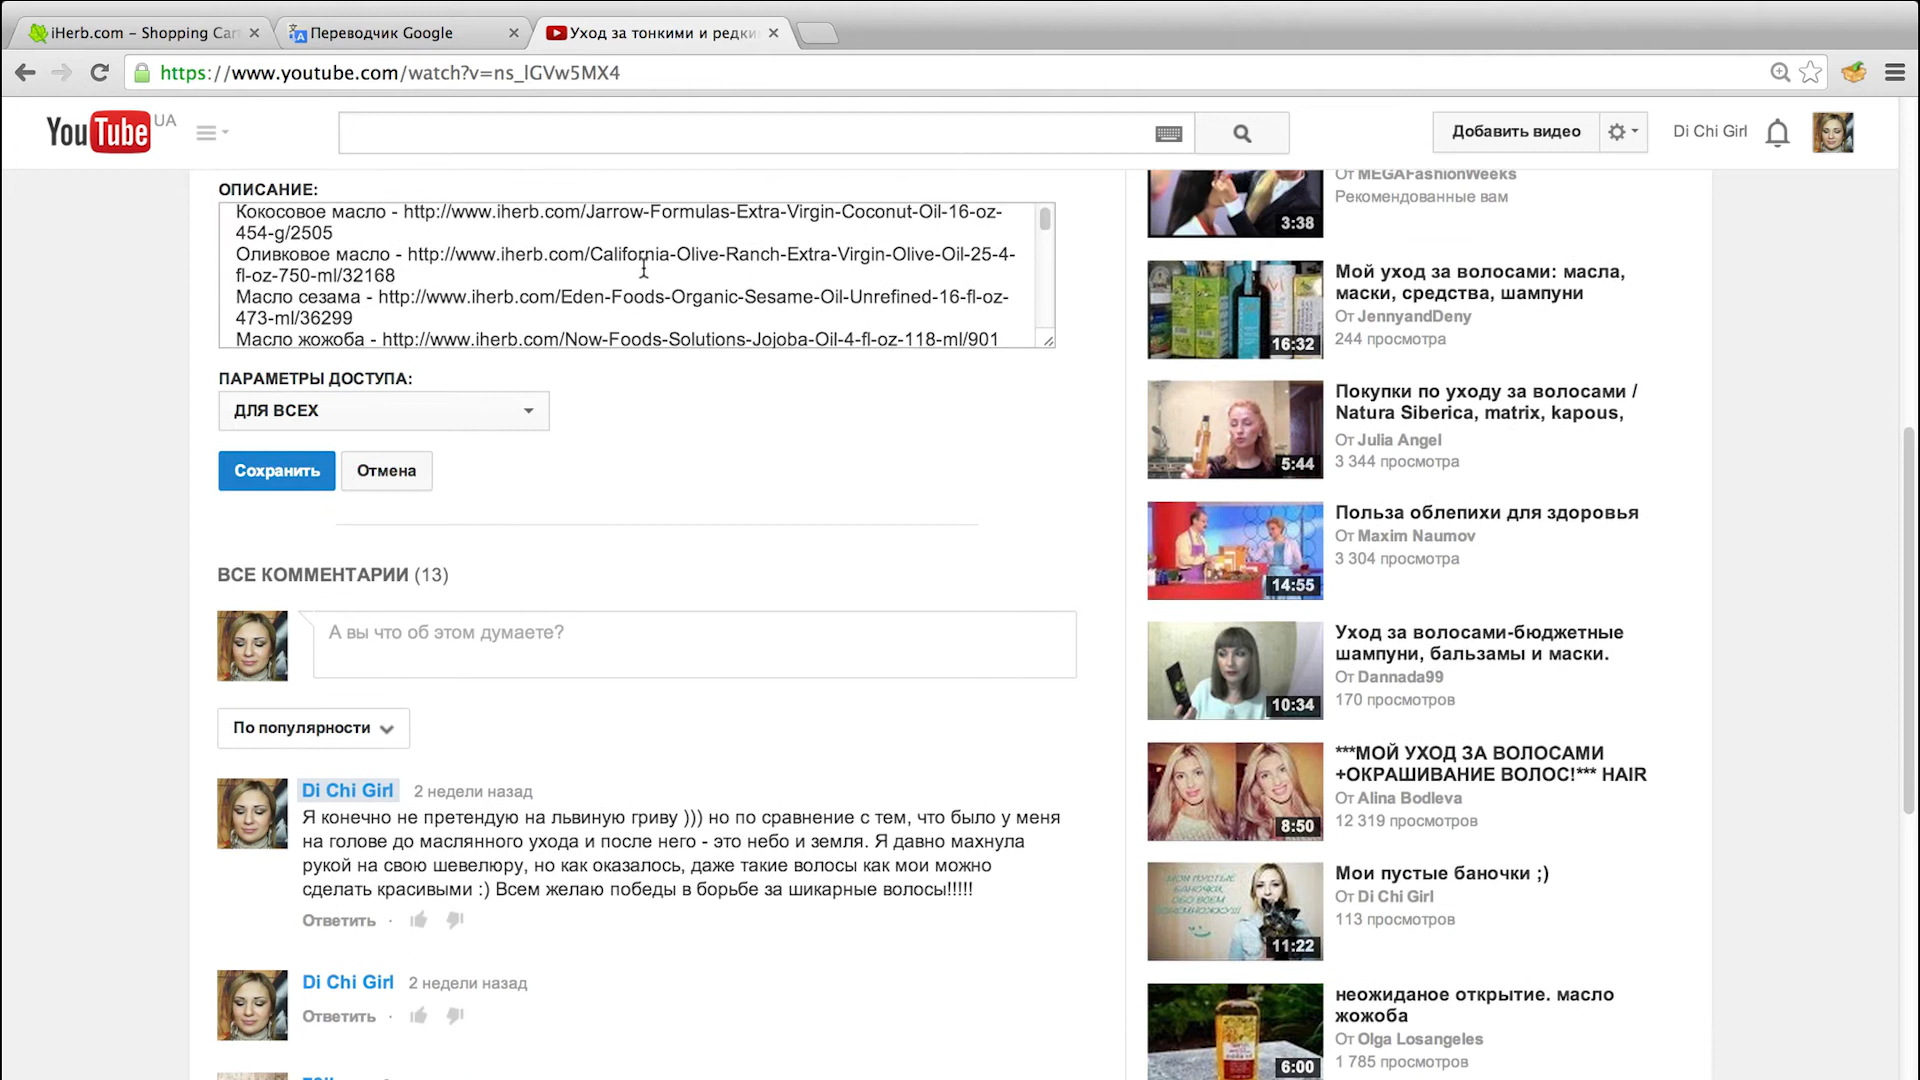 iHerb.com – Shopping Car
Переводчик Google
Уход за тонкими и редки
https://www.youtube.com/watch?v=ns_lGVw5MX4
YouTube UA
Добавить видео
Di Chi Girl
ОПИСАНИЕ:
Кокосовое масло - http://www.iherb.com/Jarrow-Formulas-Extra-Virgin-Coconut-Oil-16-oz-
454-g/2505
Оливковое масло - http://www.iherb.com/California-Olive-Ranch-Extra-Virgin-Olive-Oil-25-4-
fl-oz-750-ml/32168
Масло сезама - http://www.iherb.com/Eden-Foods-Organic-Sesame-Oil-Unrefined-16-fl-oz-
473-ml/36299
Масло жожоба - http://www.iherb.com/Now-Foods-Solutions-Jojoba-Oil-4-fl-oz-118-ml/901
ПАРАМЕТРЫ ДОСТУПА:
ДЛЯ ВСЕХ
Сохранить
Отмена
ВСЕ КОММЕНТАРИИ (13)
А вы что об этом думаете?
По популярности
Di Chi Girl 2 недели назад
Я конечно не претендую на львиную гриву ))) но по сравнение с тем, что было у меня
на голове до маслянного ухода и после него - это небо и земля. Я давно махнула
рукой на свою шевелюру, но как оказалось, даже такие волосы как мои можно
сделать красивыми :) Всем желаю победы в борьбе за шикарные волосы!!!!!
Ответить ·
Di Chi Girl 2 недели назад
Ответить ·
От MEGAFashionWeeks
Рекомендованные вам
3:38
Мой уход за волосами: масла,
маски, средства, шампуни
От JennyandDeny
244 просмотра
16:32
Покупки по уходу за волосами /
Natura Siberica, matrix, kapous,
От Julia Angel
3 344 просмотра
5:44
Польза облепихи для здоровья
От Maxim Naumov
3 304 просмотра
14:55
Уход за волосами-бюджетные
шампуни, бальзамы и маски.
От Dannada99
170 просмотров
10:34
***МОЙ УХОД ЗА ВОЛОСАМИ
+ОКРАШИВАНИЕ ВОЛОС!*** HAIR
От Alina Bodleva
12 319 просмотров
8:50
Мои пустые баночки ;)
От Di Chi Girl
113 просмотров
МОИ ПУСТЫЕ
БАНОЧКИ,
ОБО ВСЕМ
11:22
неожиданое открытие. масло
жожоба
От Olga Losangeles
1 785 просмотров
6:00